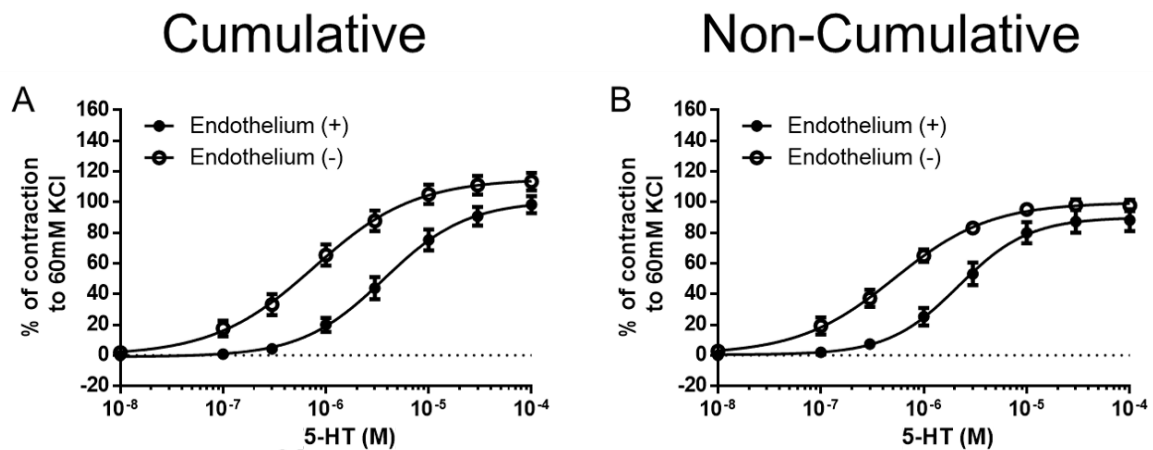 Cumulative
Non-Cumulative
A
160
140
120
100
80
60
40
20
0
-20
% of contraction
to 60mM KCl
Endothelium (+)
Endothelium (-)
10-8
10-7
10-6
10-5
10-4
5-HT (M)
B
160
140
120
100
80
60
40
20
0
-20
% of contraction
to 60mM KCl
Endothelium (+)
Endothelium (-)
10-8
10-7
10-6
10-5
10-4
5-HT (M)